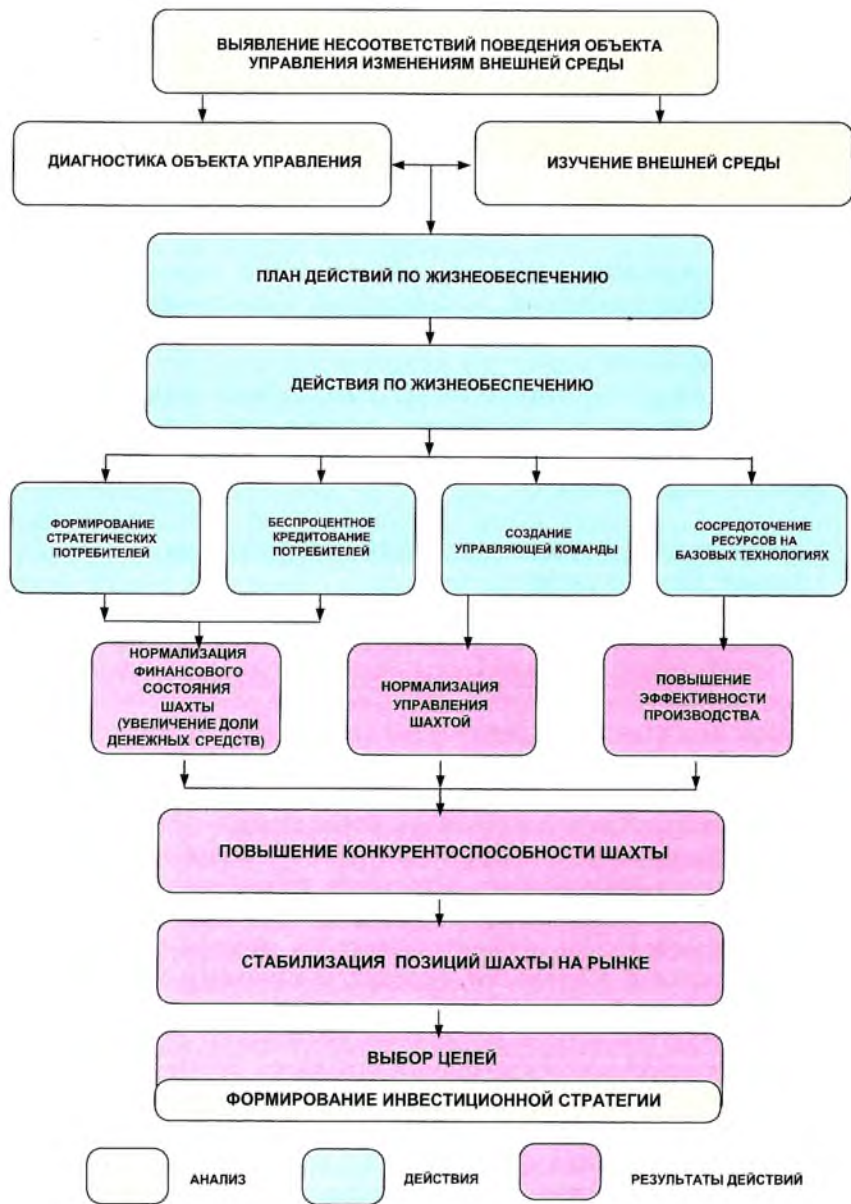 ВЫЯВЛЕНИЕ НЕСООТВЕТСТВИЙ ПОВЕДЕНИЯ ОБЪЕКТА
УПРАВЛЕНИЯ ИЗМЕНЕНИЯМ ВНЕШНЕЙ СРЕДЫ
ДИАГНОСТИКА ОБЪЕКТА УПРАВЛЕНИЯ
ИЗУЧЕНИЕ ВНЕШНЕЙ СРЕДЫ
ПЛАН ДЕЙСТВИЙ ПО ЖИЗНЕОБЕСПЕЧЕНИЮ
ДЕЙСТВИЯ ПО ЖИЗНЕОБЕСПЕЧЕНИЮ
ФОРМИРОВАНИЕ
СТРАТЕГИЧЕСКИХ
ПОТРЕБИТЕЛЕЙ
БЕСПРОЦЕНТНОЕ
КРЕДИТОВАНИЕ
ПОТРЕБИТЕЛЕЙ
СОЗДАНИЕ
УПРАВЛЯЮЩЕЙ КОМАНДЫ
СОСРЕДОТОЧЕНИЕ
РЕСУРСОВ НА
БАЗОВЫХ ТЕХНОЛОГИЯХ
НОРМАЛИЗАЦИЯ
ФИНАНСОВОГО
СОСТОЯНИЯ
ШАХТЫ
(УВЕЛИЧЕНИЕ ДОЛИ
ДЕНЕЖНЫХ СРЕДСТВ)
НОРМАЛИЗАЦИЯ
УПРАВЛЕНИЯ
ШАХТОЙ
ПОВЫШЕНИЕ
ЭФФЕКТИВНОСТИ
ПРОИЗВОДСТВА
ПОВЫШЕНИЕ КОНКУРЕНТОСПОСОБНОСТИ ШАХТЫ
СТАБИЛИЗАЦИЯ ПОЗИЦИЙ ШАХТЫ НА РЫНКЕ
ВЫБОР ЦЕЛЕЙ
ФОРМИРОВАНИЕ ИНВЕСТИЦИОННОЙ СТРАТЕГИИ
АНАЛИЗ
ДЕЙСТВИЯ
РЕЗУЛЬТАТЫ ДЕЙСТВИЙ